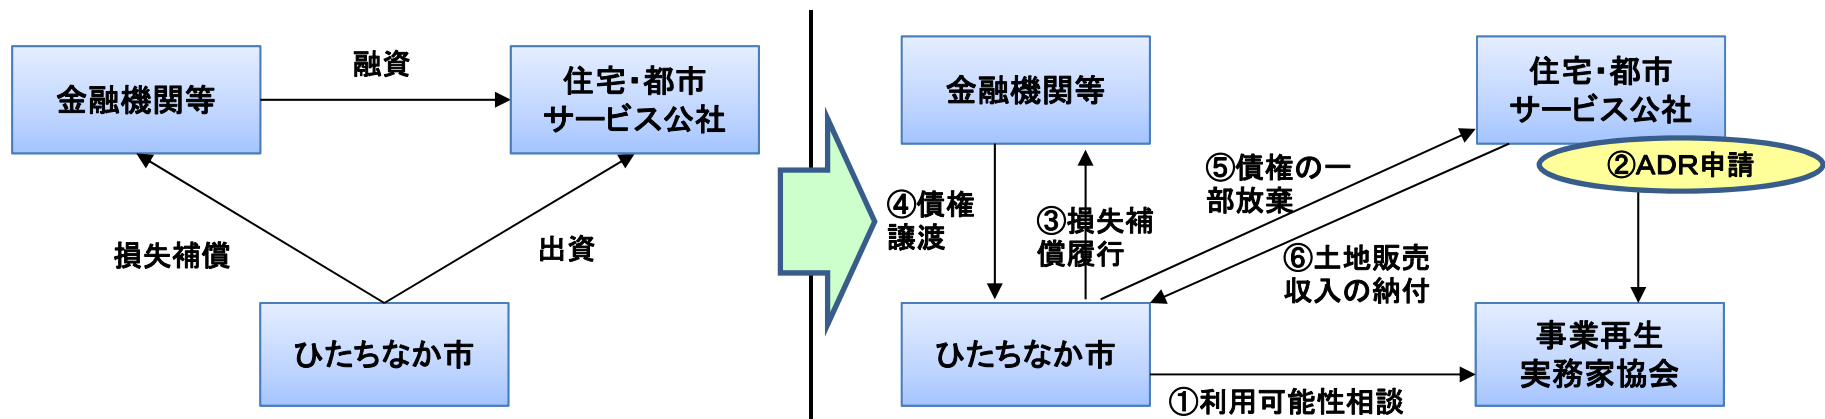 融資
金融機関等
住宅・都市
サービス公社
損失補償
出資
ひたちなか市
金融機関等
住宅・都市
サービス公社
②ADR申請
⑤債権の一
部放棄
④債権
譲渡
③損失補
償履行
⑥土地販売
収入の納付
ひたちなか市
事業再生
実務家協会
①利用可能性相談